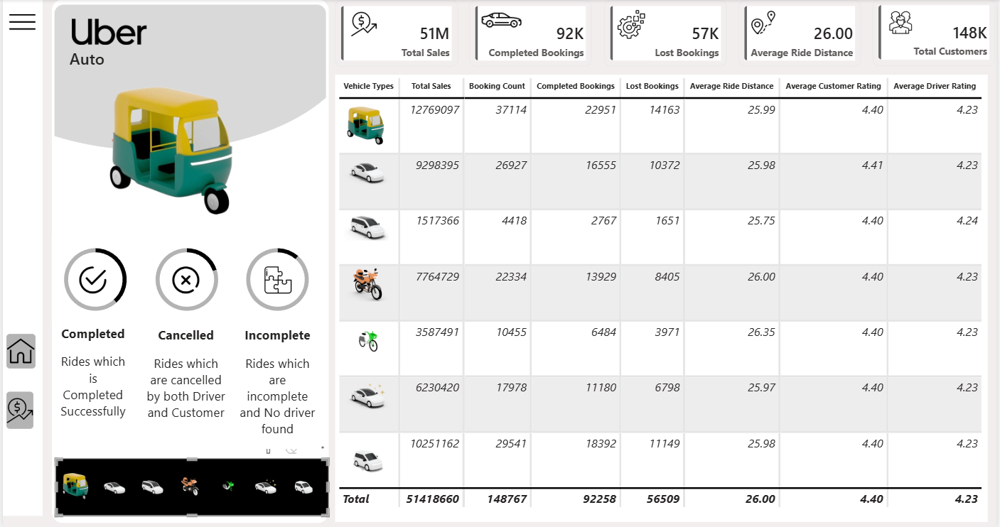 Uber
Auto
51M
Total Sales
92K
Completed Bookings
57K
Lost Bookings
26.00
Average Ride Distance
148K
Total Customers
Completed
Rides which
is
Completed
Successfully
Cancelled
Rides which
are cancelled
by both Driver
and Customer
Incomplete
Rides which
are
incomplete
and No driver
found
Vehicle Types Total Sales Booking Count Completed Bookings Lost Bookings Average Ride Distance Average Customer Rating Average Driver Rating
12769097 37114 22951 14163 25.99 4.40 4.23
9298395 26927 16555 10372 25.98 4.41 4.23
1517366 4418 2767 1651 25.75 4.40 4.24
7764729 22334 13929 8405 26.00 4.40 4.23
3587491 10455 6484 3971 26.35 4.40 4.23
6230420 17978 11180 6798 25.97 4.40 4.23
10251162 29541 18392 11149 25.98 4.40 4.23
Total 51418660 148767 92258 56509 26.00 4.40 4.23